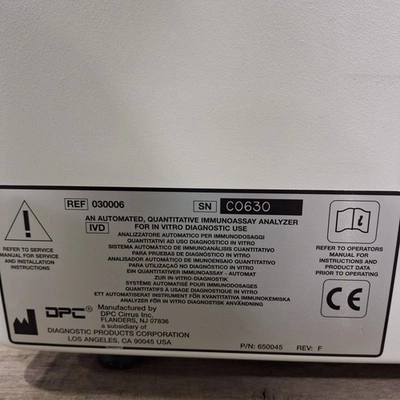 REF 030006 SN C0630
AN AUTOMATED, QUANTITATIVE IMMUNOASSAY ANALYZER
IVD FOR IN VITRO DIAGNOSTIC USE
ANALIZZATORE AUTOMATICO PER IMMUNODOSAGGI
QUANTITATIVI AD USO DIAGNOSTICO IN VITRO
SISTEMA AUTOMÁTICO DE IMMUNOANÁLISIS CUANTITATIVO
PARA PRUEBAS DE DIAGNÓSTICO IN VITRO
ANALISADOR AUTOMÁTICO DE IMUNOENSAIO QUANTITATIVO
PARA UTILIZAÇÃO NO DIAGNÓSTICO IN VITRO
EIN QUANTITATIVER IMMUNOASSAY - AUTOMAT
ZUR IN-VITRO-DIAGNOSTIK
SYSTÈME AUTOMATISÉ POUR IMMUNODOSAGES
QUANTITATIFS À USAGE DIAGNOSTIC IN VITRO
ETT AUTOMATISERAT INSTRUMENT FÖR KVANTITATIVA IMMUNOKEMISKA
ANALYZER FÖR IN VITRO DIAGNOSTISK ANVÄNDNING
REFER TO SERVICE
MANUAL FOR SERVICE
AND INSTALLATION
INSTRUCTIONS
REFER TO OPERATORS
MANUAL FOR
INSTRUCTIONS AND
PRODUCT DATA
PRIOR TO OPERATING
CE
DPC®
Manufactured by
DPC Cirrus Inc.
FLANDERS, NJ 07836
a subsidiary of
DIAGNOSTIC PRODUCTS CORPORATION
LOS ANGELES, CA 90045 USA
P/N: 650045 REV: F